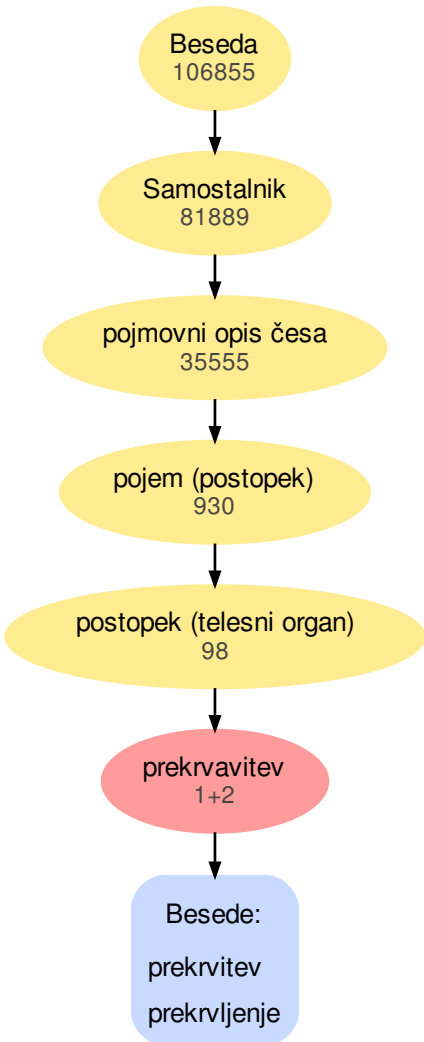 Beseda
106855
Samostalnik
81889
pojmovni opis česa
35555
pojem (postopek)
930
postopek (telesni organ)
98
prekrvavitev
1+2
Besede:
prekrvitev
prekrvljenje